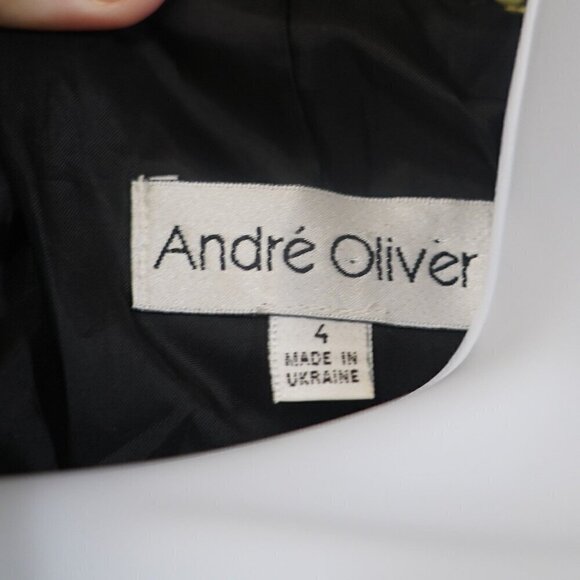 André Oliver
4
MADE IN
UKRAINE